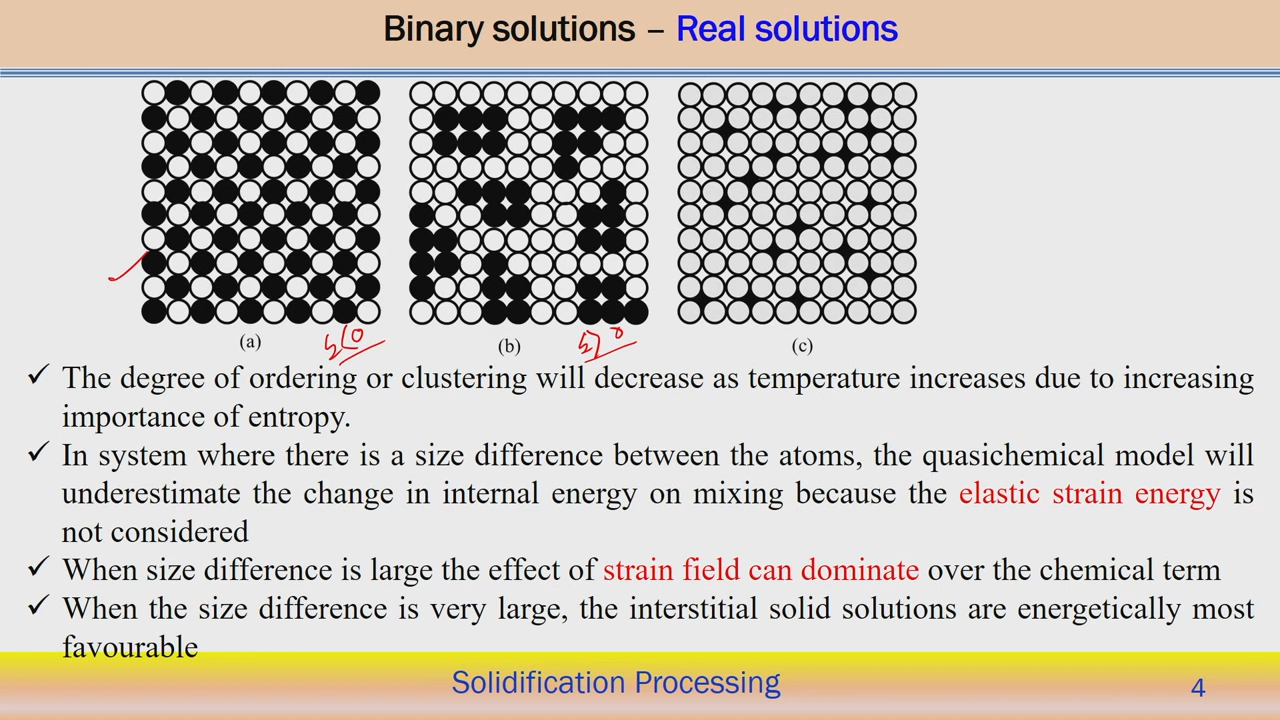 Binary solutions – Real solutions
(a)
(b)
(c)
✓ The degree of ordering or clustering will decrease as temperature increases due to increasing
importance of entropy.
✓ In system where there is a size difference between the atoms, the quasichemical model will
underestimate the change in internal energy on mixing because the elastic strain energy is
not considered
✓ When size difference is large the effect of strain field can dominate over the chemical term
✓ When the size difference is very large, the interstitial solid solutions are energetically most
favourable
Solidification Processing
4